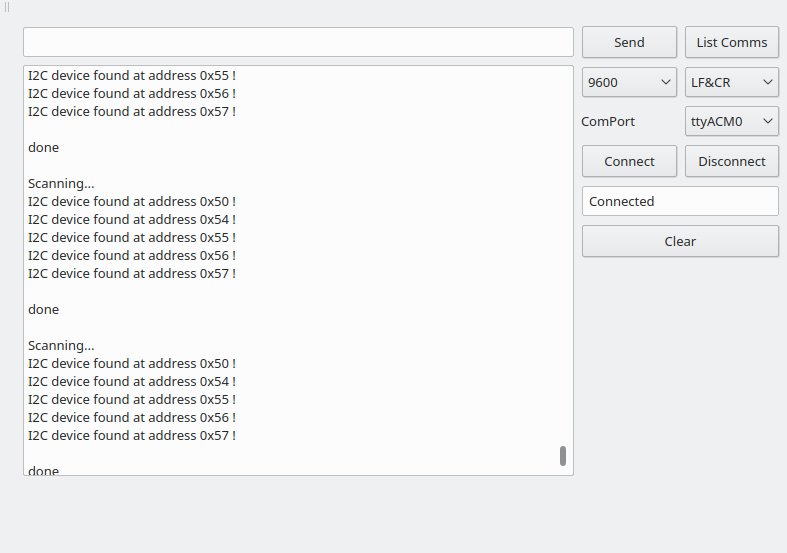 Send
List Comms
I2C device found at address 0x55 !
I2C device found at address 0x56 !
I2C device found at address 0x57 !
done
Scanning...
I2C device found at address 0x50 !
I2C device found at address 0x54 !
I2C device found at address 0x55 !
I2C device found at address 0x56 !
I2C device found at address 0x57 !
done
Scanning...
I2C device found at address 0x50 !
I2C device found at address 0x54 !
I2C device found at address 0x55 !
I2C device found at address 0x56 !
I2C device found at address 0x57 !
done
9600
LF&CR
ComPort
ttyACM0
Connect
Disconnect
Connected
Clear